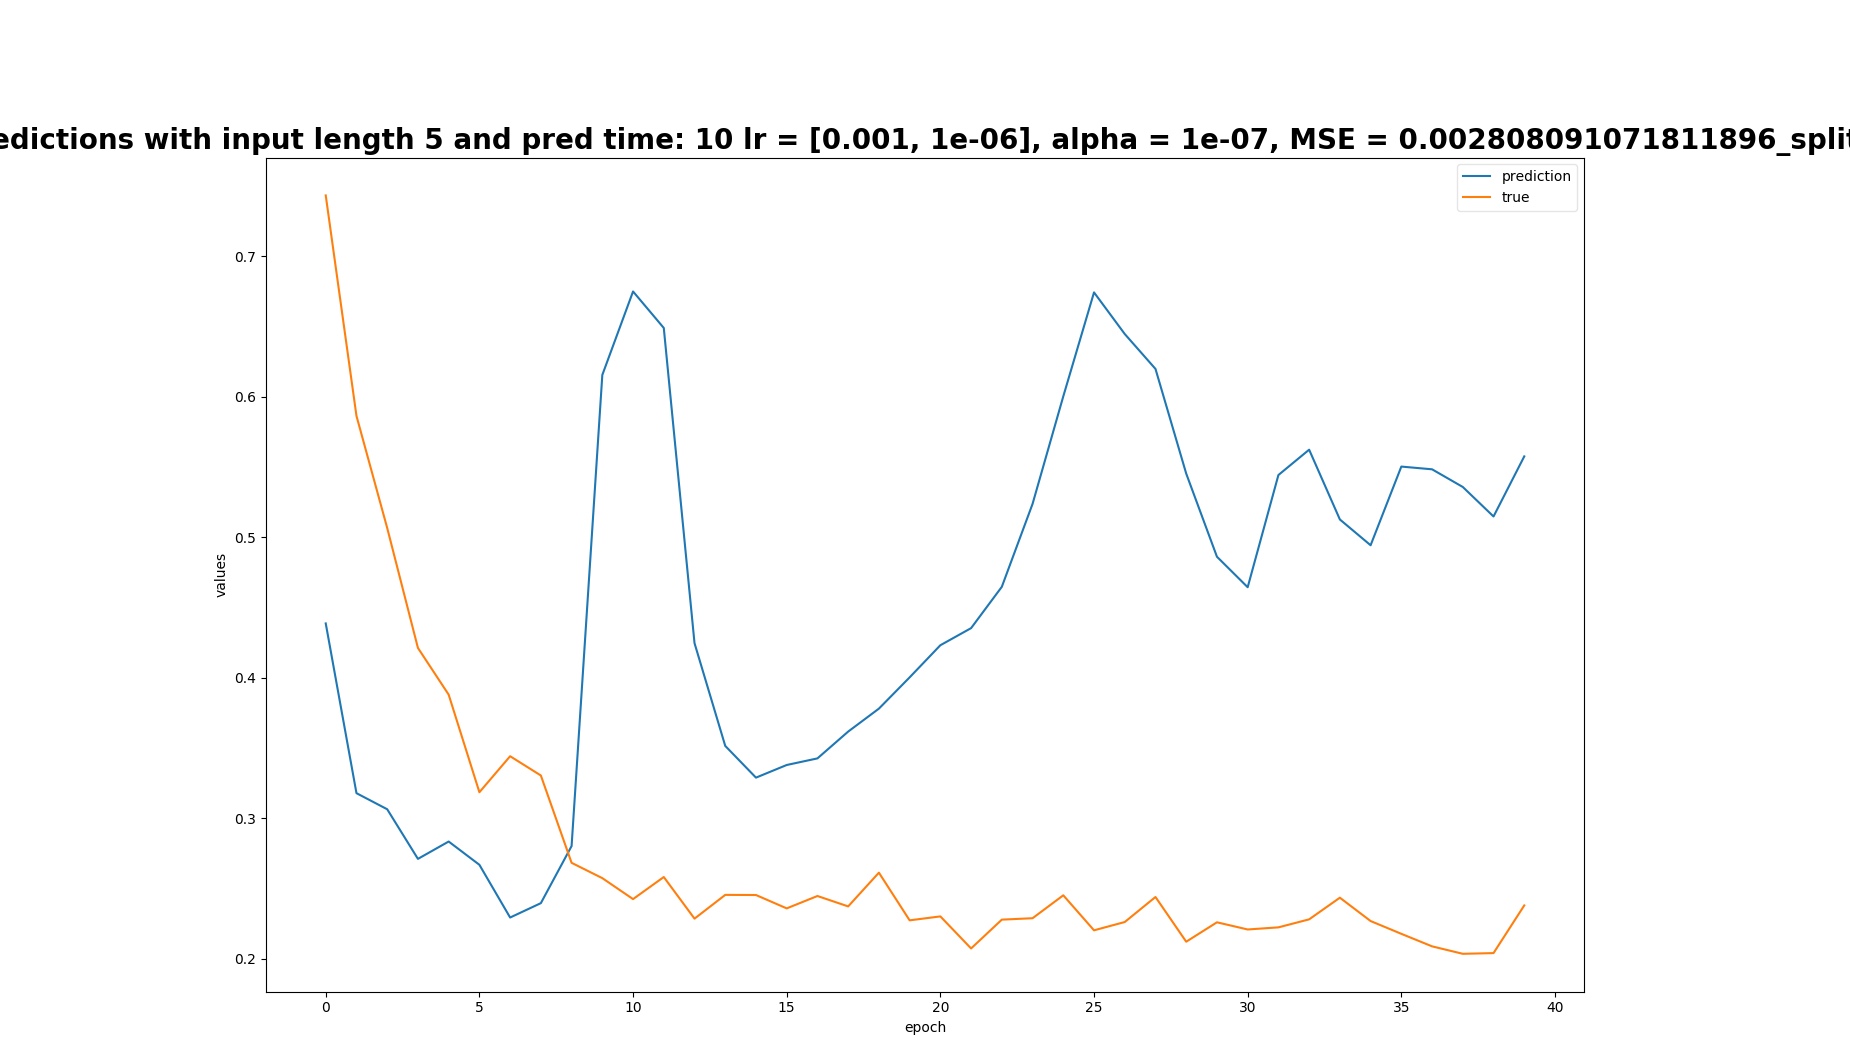 edictions with input length 5 and pred time: 10 lr = [0.001, 1e-06], alpha = 1e-07, MSE = 0.002808091071811896_split
prediction
true
0.7
0.6
0.5
0.4
0.3
0.2
values
0 5 10 15 20 25 30 35 40
epoch